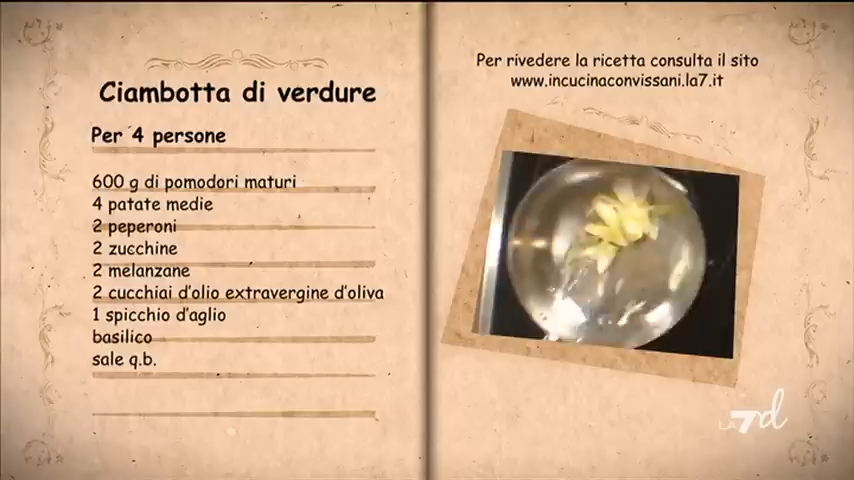 Ciambotta di verdure
Per 4 persone
600 g di pomodori maturi
4 patate medie
2 peperoni
2 zucchine
2 melanzane
2 cucchiai d'olio extravergine d'oliva
1 spicchio d'aglio
basilico
sale q.b.
Per rivedere la ricetta consulta il sito
www.incucinaconvissani.la7.it
LA7d